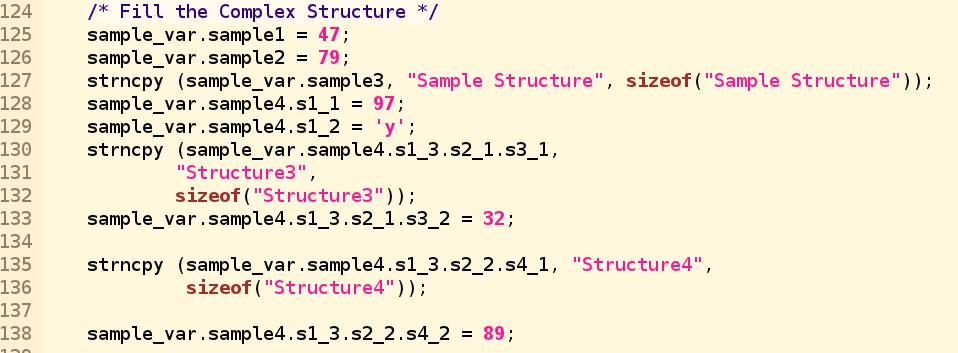 124 /* Fill the Complex Structure */
125 sample_var.sample1 = 47;
126 sample_var.sample2 = 79;
127 strncpy (sample_var.sample3, "Sample Structure", sizeof("Sample Structure"));
128 sample_var.sample4.s1_1 = 97;
129 sample_var.sample4.s1_2 = 'y';
130 strncpy (sample_var.sample4.s1_3.s2_1.s3_1,
131 "Structure3",
132 sizeof("Structure3"));
133 sample_var.sample4.s1_3.s2_1.s3_2 = 32;
134
135 strncpy (sample_var.sample4.s1_3.s2_2.s4_1, "Structure4",
136 sizeof("Structure4"));
137
138 sample_var.sample4.s1_3.s2_2.s4_2 = 89;